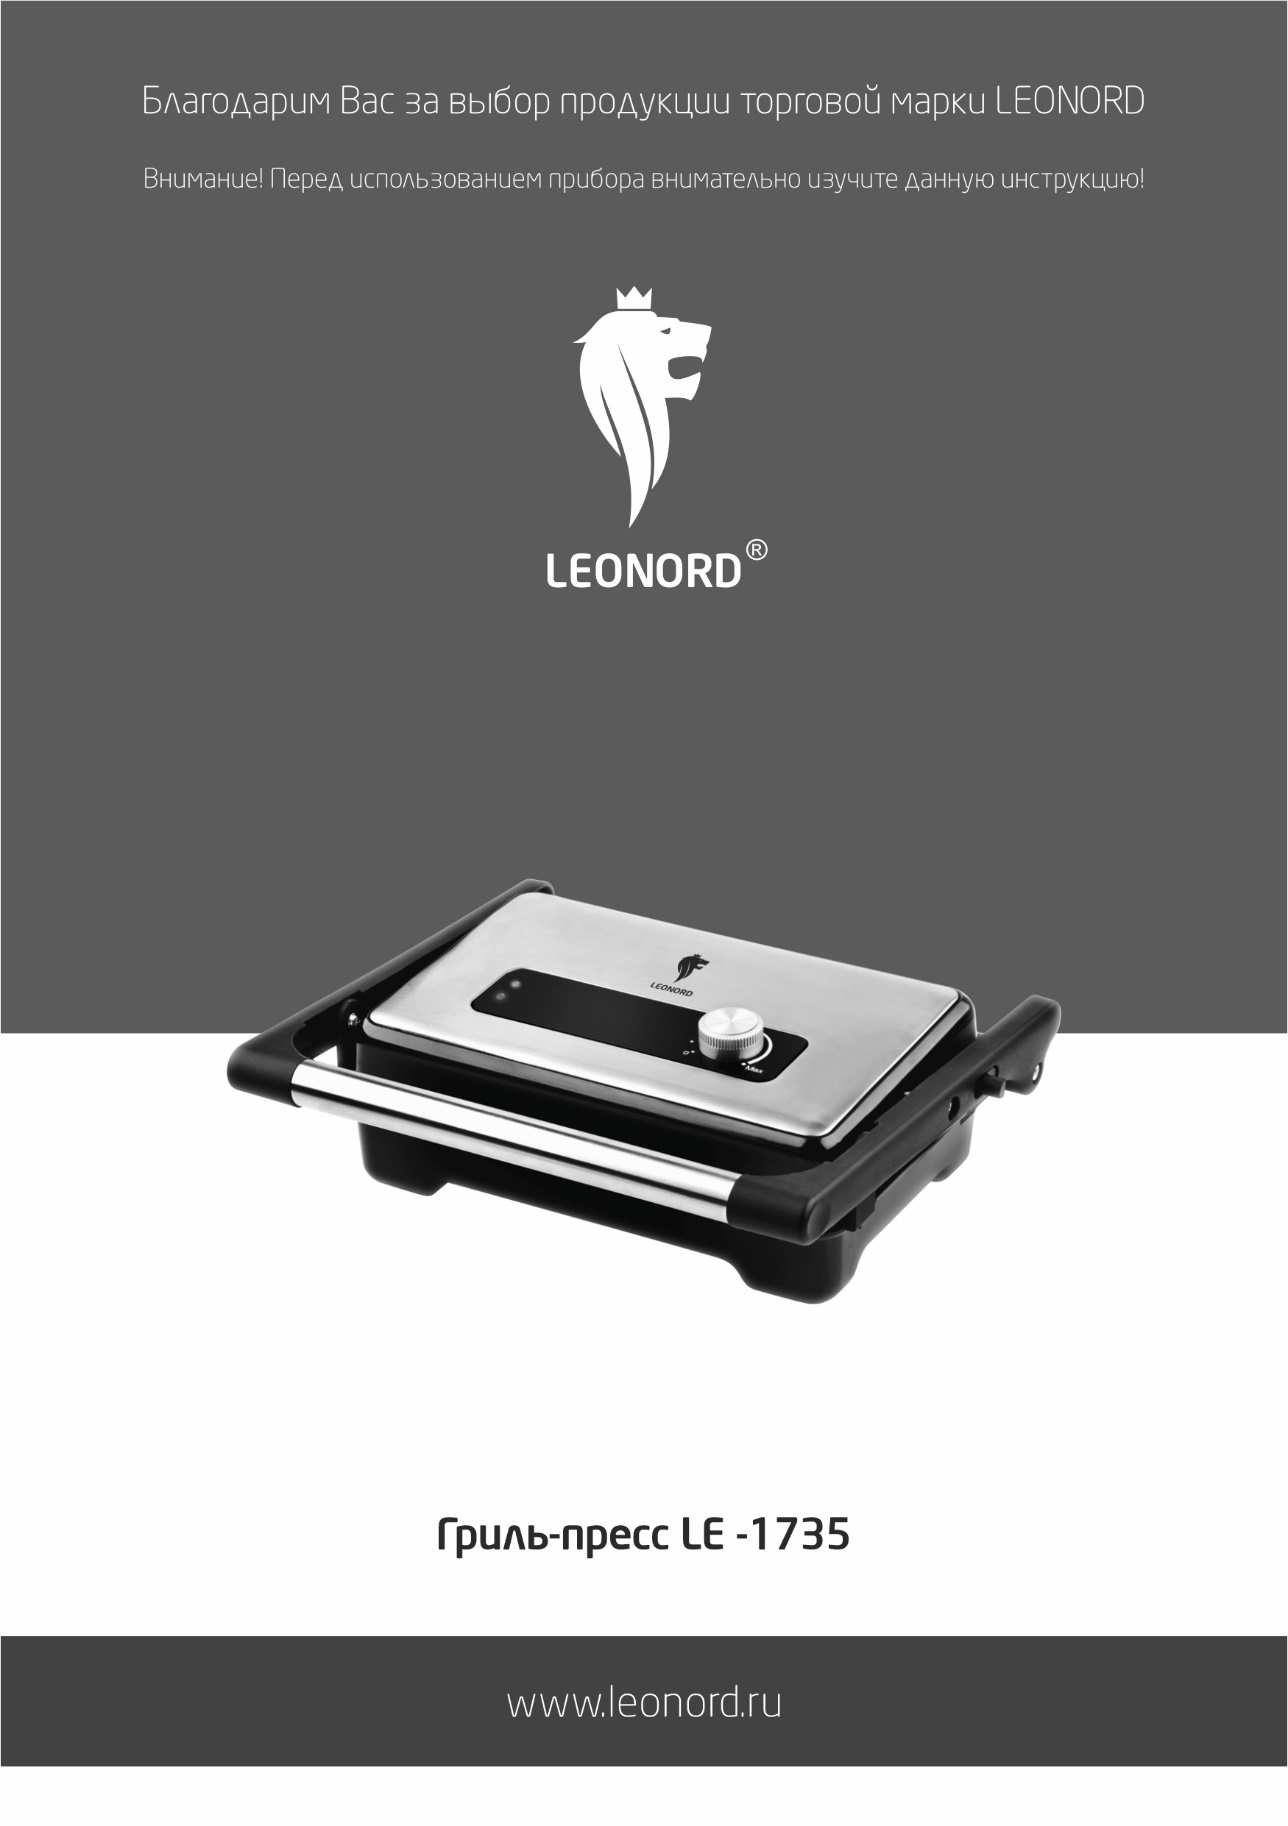 Благодарим Вас за выбор продукции торговой марки LEONORD
Внимание! Перед использованием прибора внимательно изучите данную инструкцию!
LEONORD®
LEONORD
Max
Гриль-пресс LE -1735
www.leonord.ru